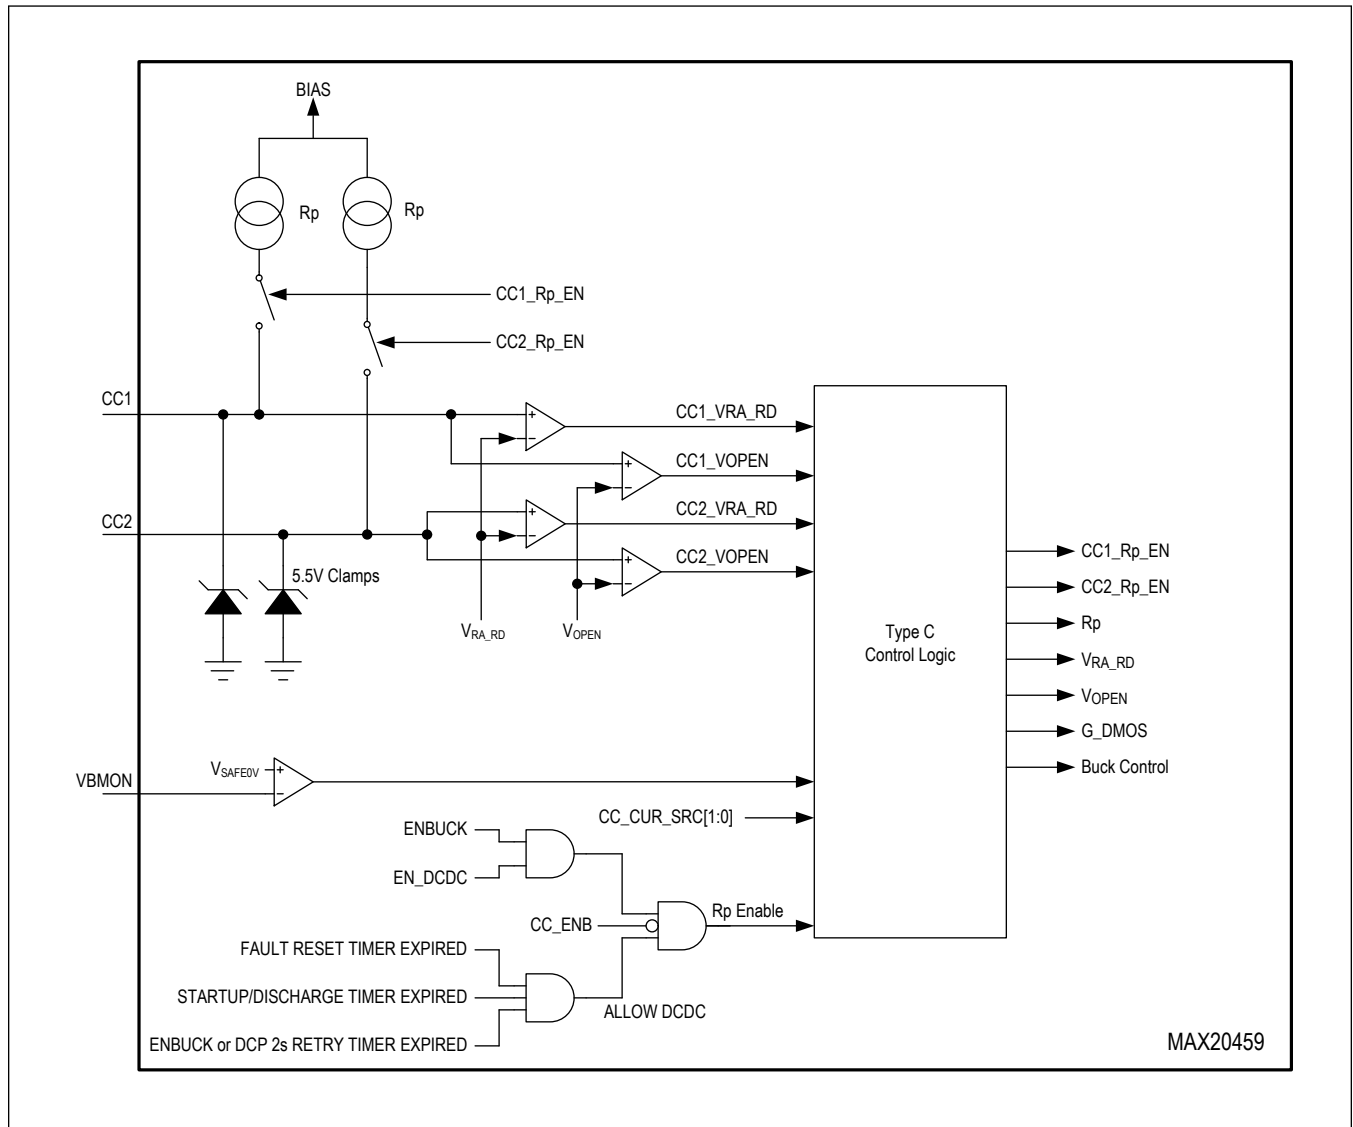 BIAS
Rp
Rp
CC1_Rp_EN
CC2_Rp_EN
CC1
CC1_VRA_RD
CC1_VOPEN
CC2
CC2_VRA_RD
CC2_VOPEN
5.5V Clamps
VRA_RD
VOPEN
Type C
Control Logic
CC1_Rp_EN
CC2_Rp_EN
Rp
VRA_RD
VOPEN
G_DMOS
Buck Control
VSAFE0V
VBMON
CC_CUR_SRC[1:0]
ENBUCK
EN_DCDC
CC_ENB
Rp Enable
FAULT RESET TIMER EXPIRED
STARTUP/DISCHARGE TIMER EXPIRED
ALLOW DCDC
ENBUCK or DCP 2s RETRY TIMER EXPIRED
MAX20459